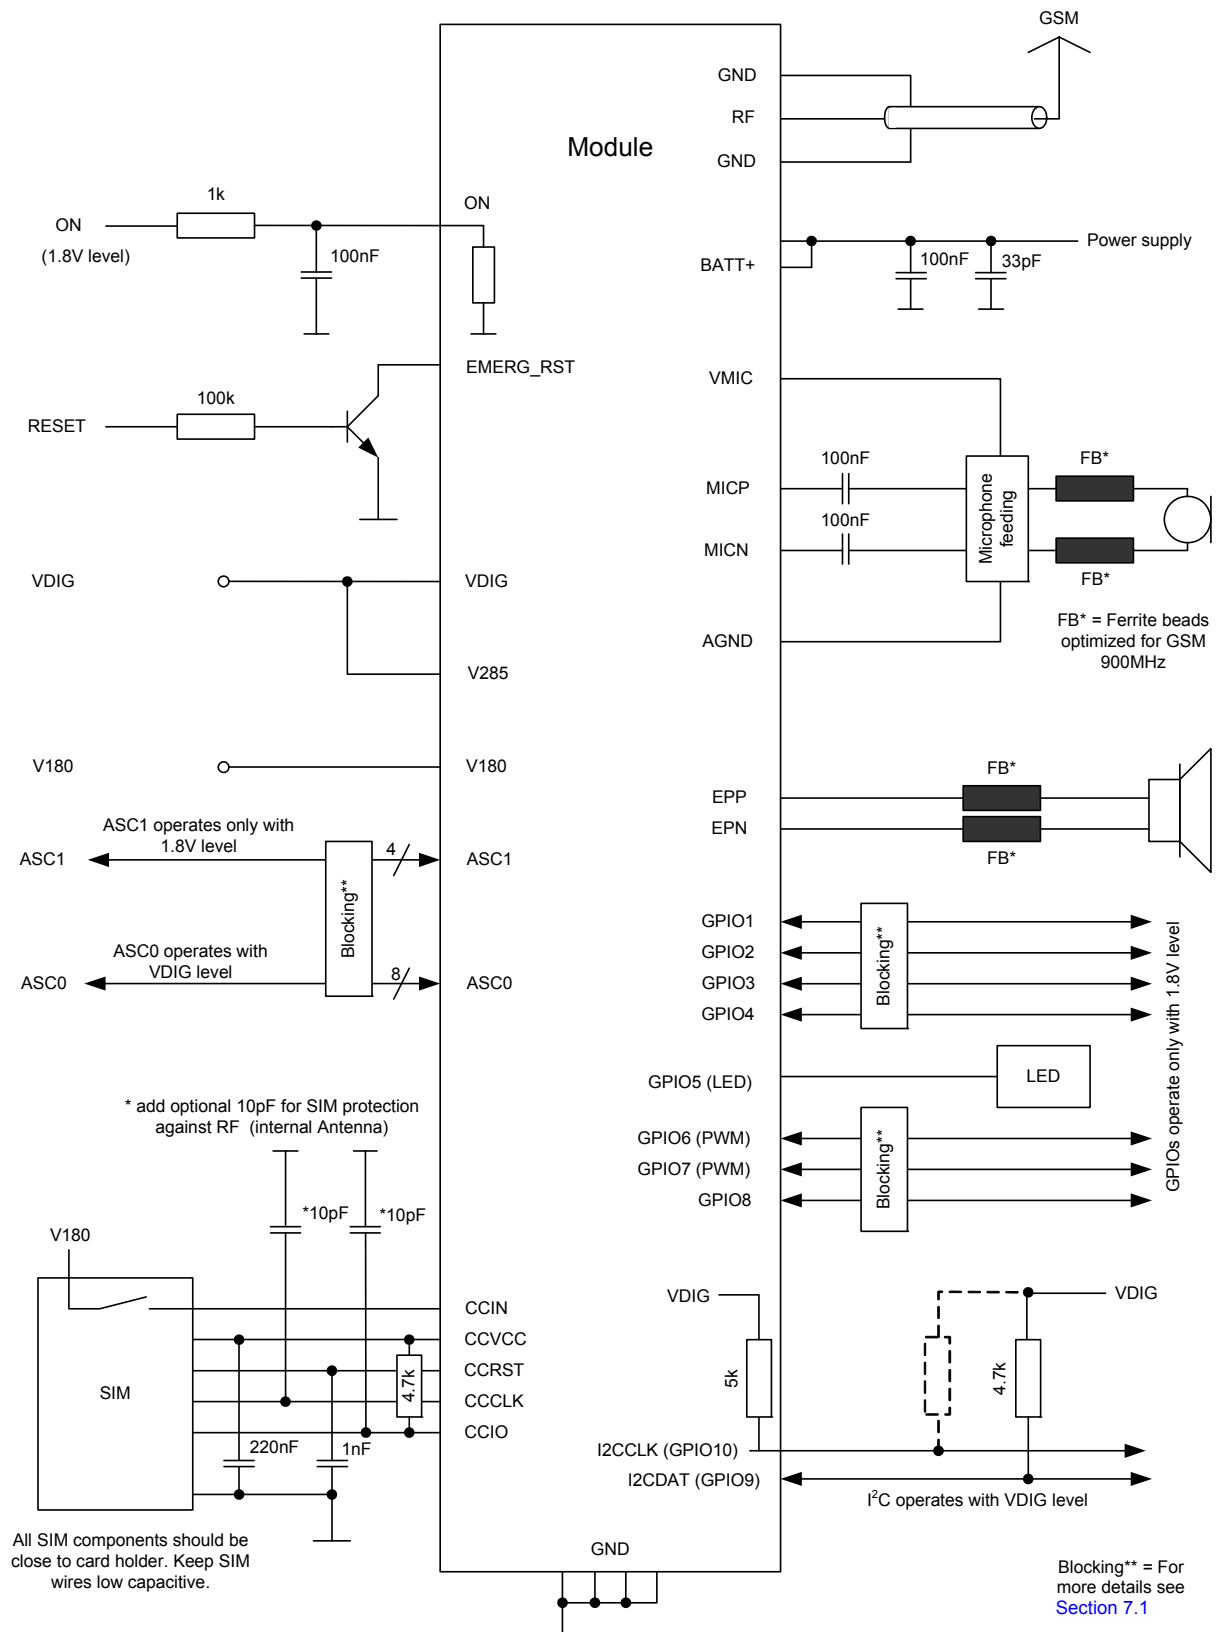 GSM
GND
RF
GND
Module
1k
ON
ON
(1.8V level)
100nF
Power supply
BATT+
100nF
33pF
EMERG_RST
VMIC
100k
RESET
100nF
FB*
MICP
100nF
Microphone
feeding
MICN
FB*
VDIG
VDIG
FB* = Ferrite beads
optimized for GSM
900MHz
AGND
V285
V180
V180
FB*
EPP
EPN
FB*
ASC1 operates only with
1.8V level
ASC1
4
ASC1
Blocking**
ASC0 operates with
VDIG level
ASC0
8
ASC0
GPIO1
GPIO2
GPIO3
GPIO4
Blocking**
GPIOs operate only with 1.8V level
GPIO5 (LED)
LED
GPIO6 (PWM)
GPIO7 (PWM)
GPIO8
Blocking**
* add optional 10pF for SIM protection
against RF (internal Antenna)
*10pF
*10pF
V180
SIM
CCIN
CCVCC
CCRST
CCCLK
CCIO
4.7k
220nF
1nF
VDIG
VDIG
5k
4.7k
I2CCLK (GPIO10)
I2CDAT (GPIO9)
I²C operates with VDIG level
All SIM components should be
close to card holder. Keep SIM
wires low capacitive.
GND
Blocking** = For
more details see
Section 7.1